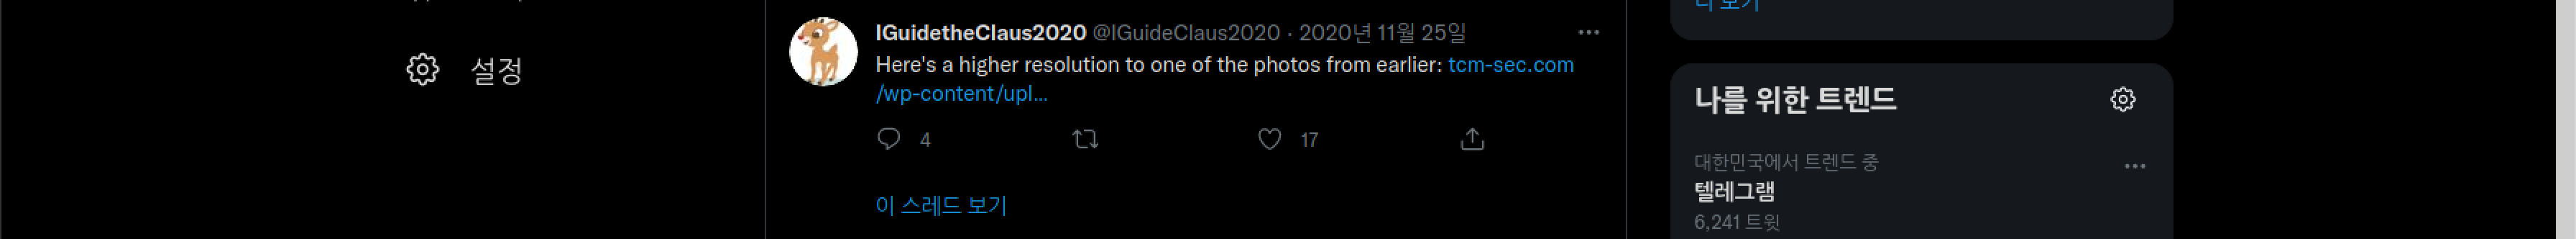 설정
IGuidetheClaus2020 @IGuideClaus2020 · 2020년 11월 25일
Here's a higher resolution to one of the photos from earlier: tcm-sec.com
/wp-content/upl...
4 17
이 스레드 보기
더 보기
나를 위한 트렌드
대한민국에서 트렌드 중
텔레그램
6,241 트윗